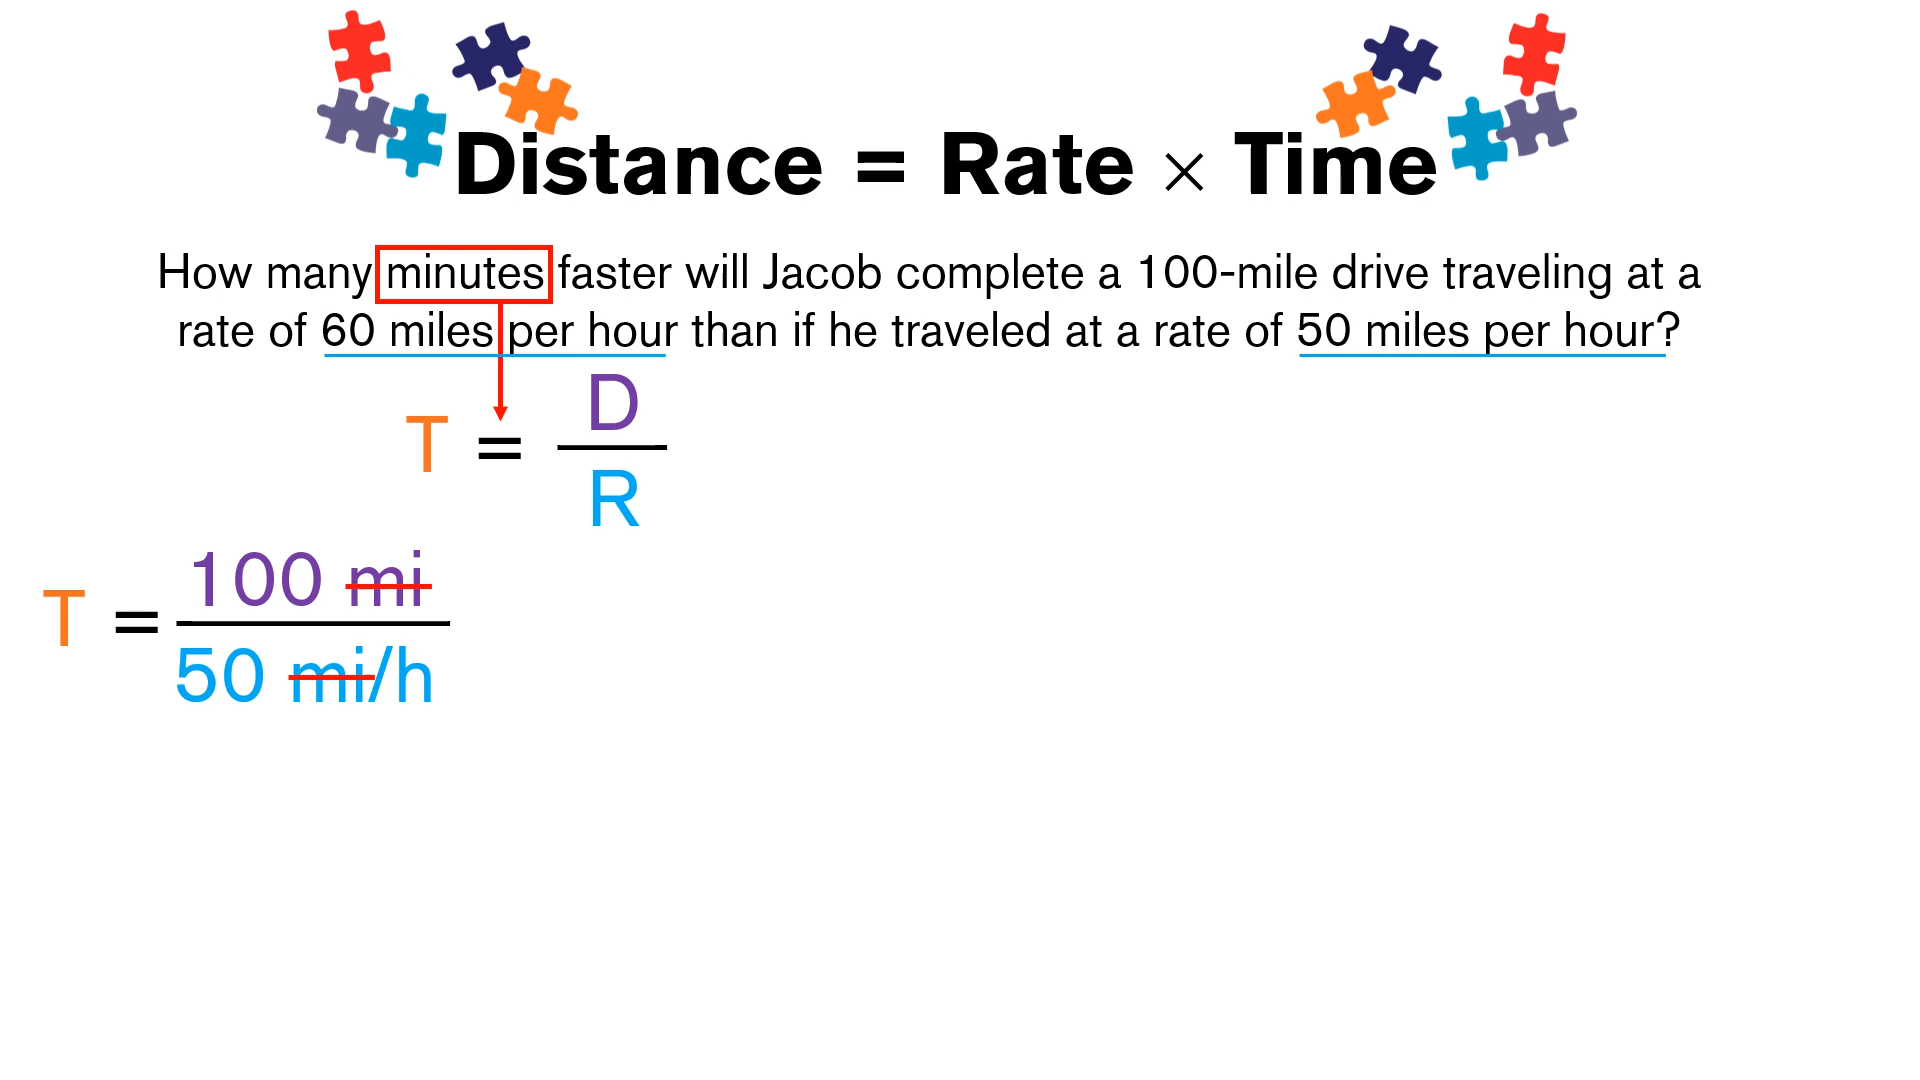 Distance = Rate × Time
How many minutes faster will Jacob complete a 100-mile drive traveling at a
rate of 60 miles per hour than if he traveled at a rate of 50 miles per hour?
D
T =
R
100 mi
T =
50 mi/h